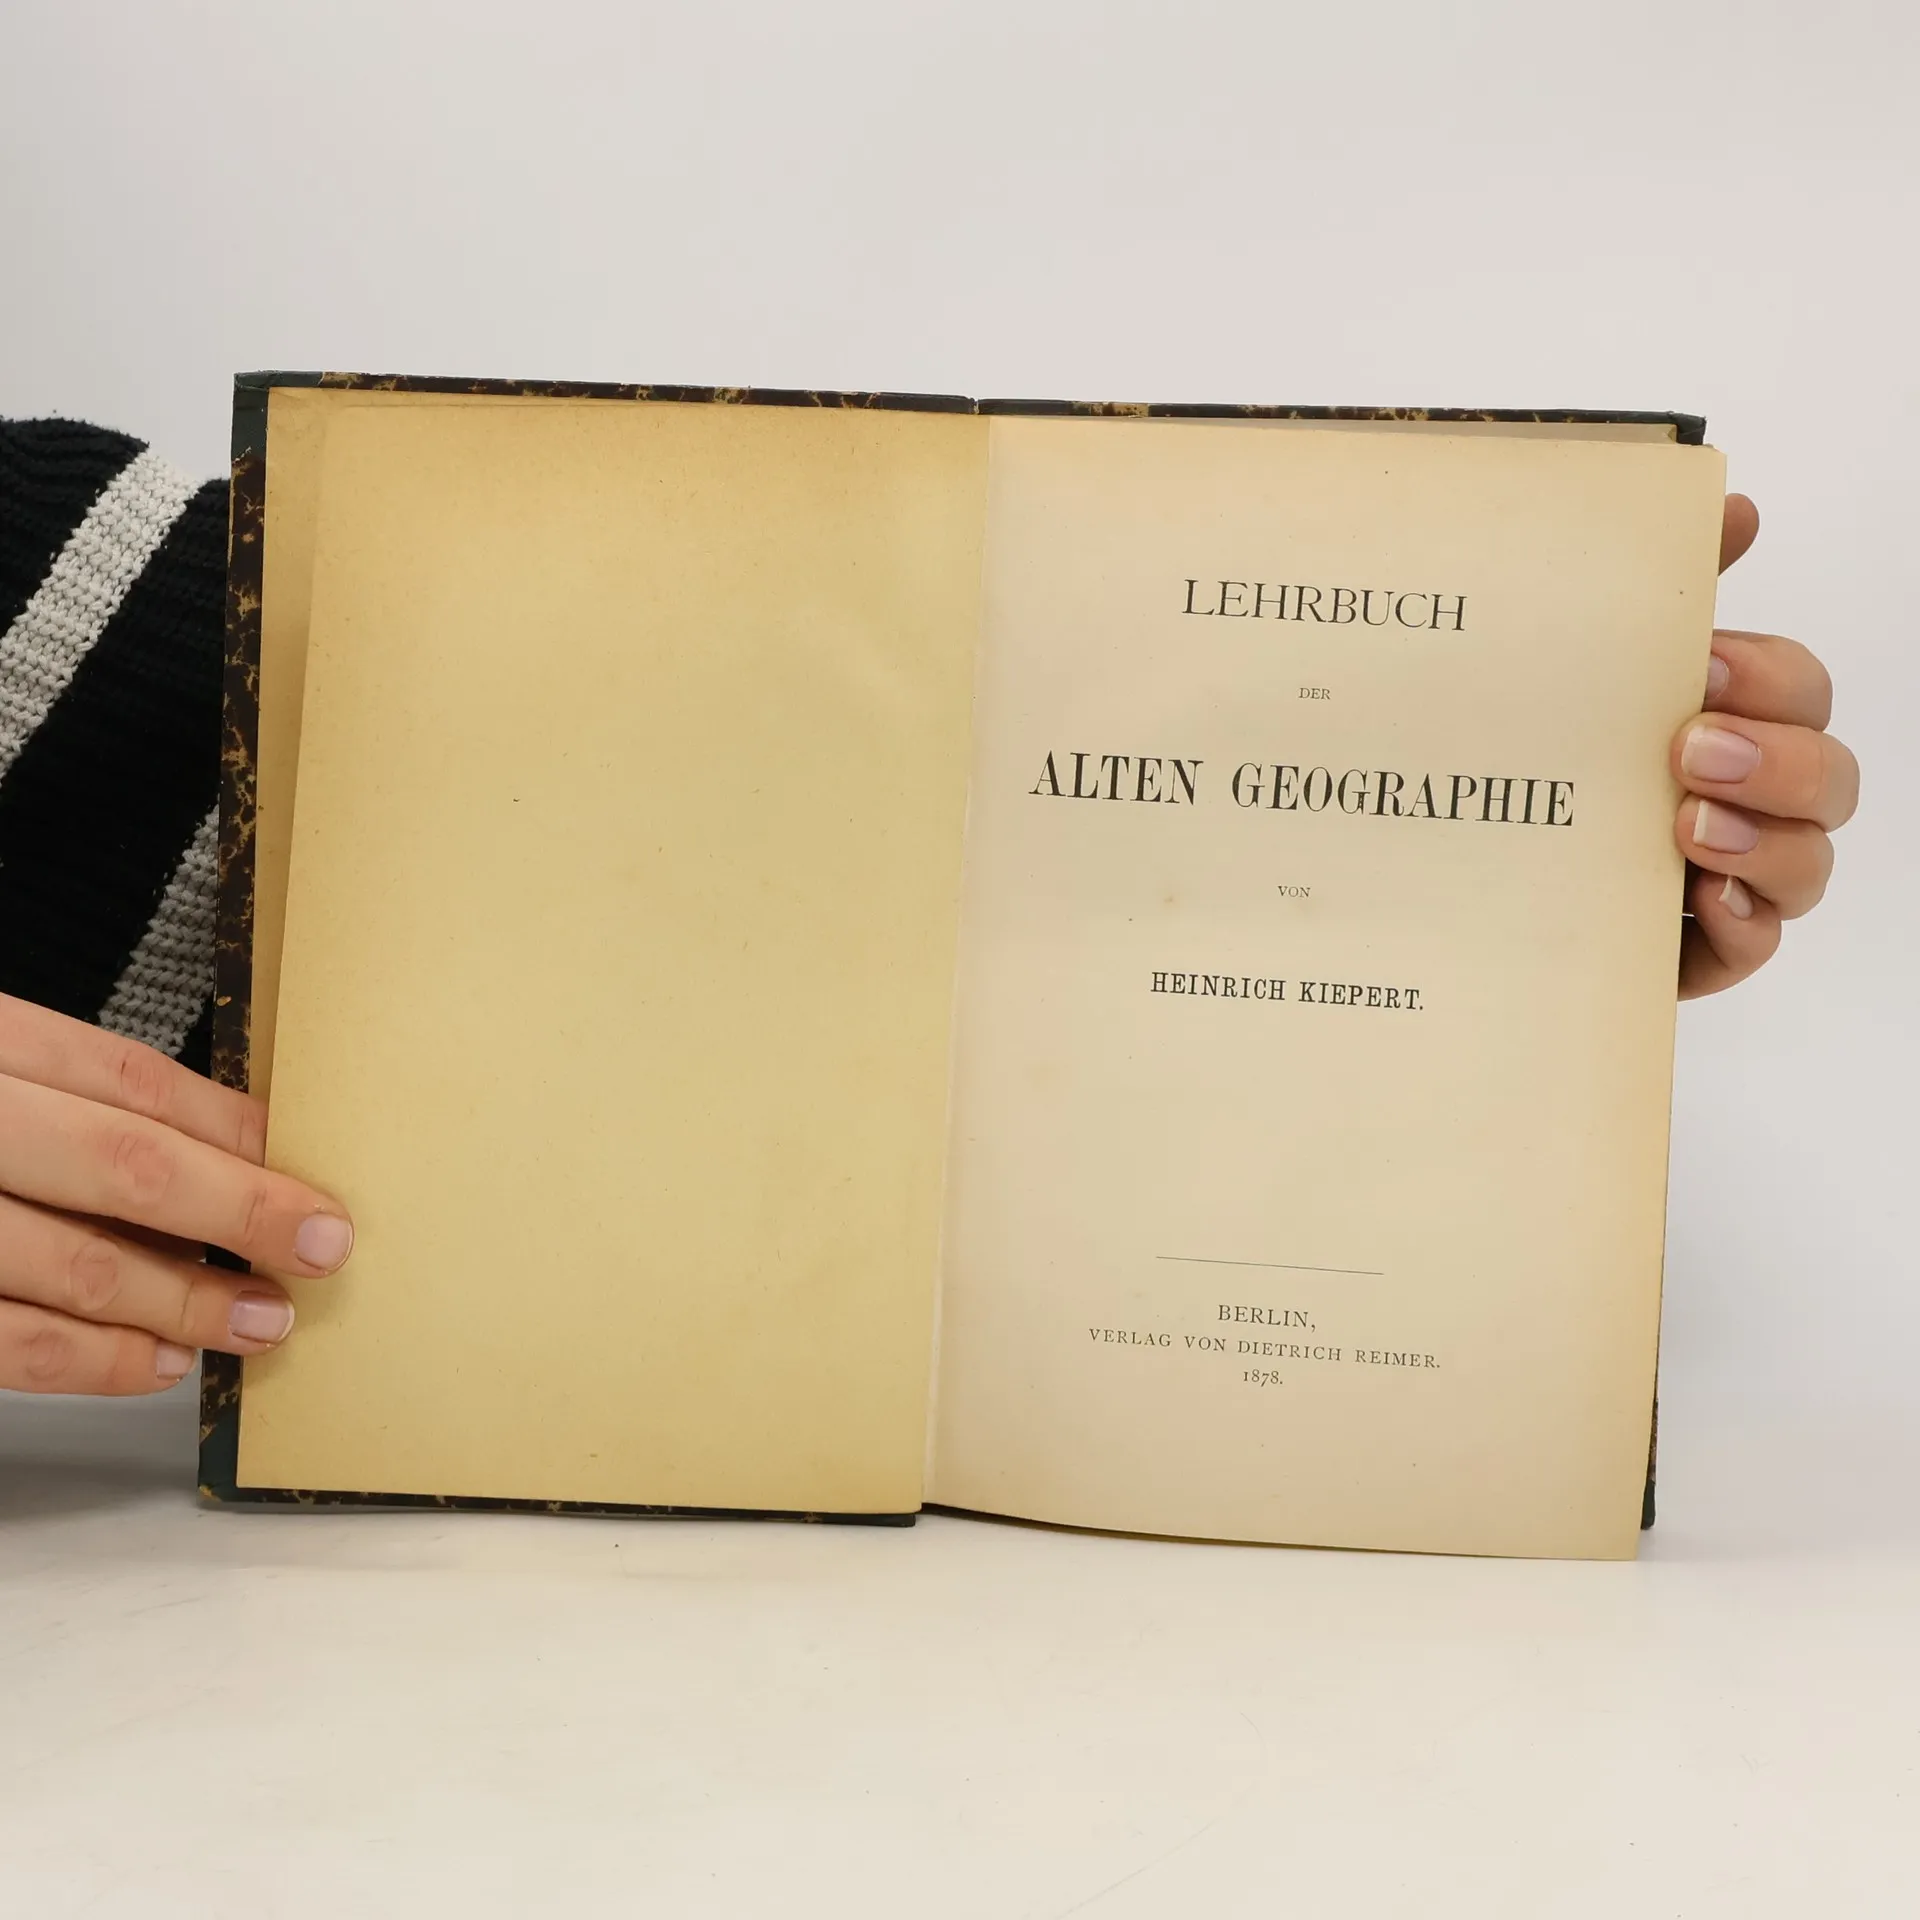 LEHRBUCH
DER
ALTEN GEOGRAPHIE
VON
HEINRICH KIEPERT.
BERLIN,
VERLAG VON DIETRICH REIMER.
1878.